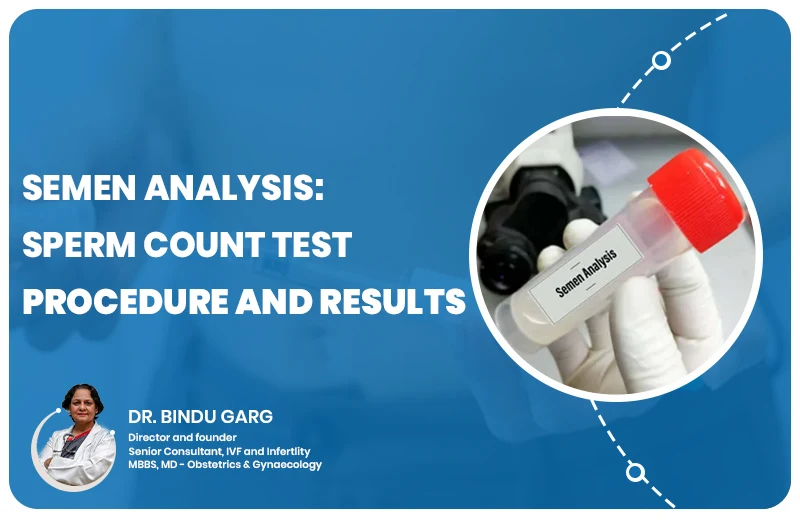 SEMEN ANALYSIS:
SPERM COUNT TEST
PROCEDURE AND RESULTS
Semen Analysis
DR. BINDU GARG
Director and founder
Senior Consultant, IVF and Infertlity
MBBS, MD - Obstetrics & Gynaecology